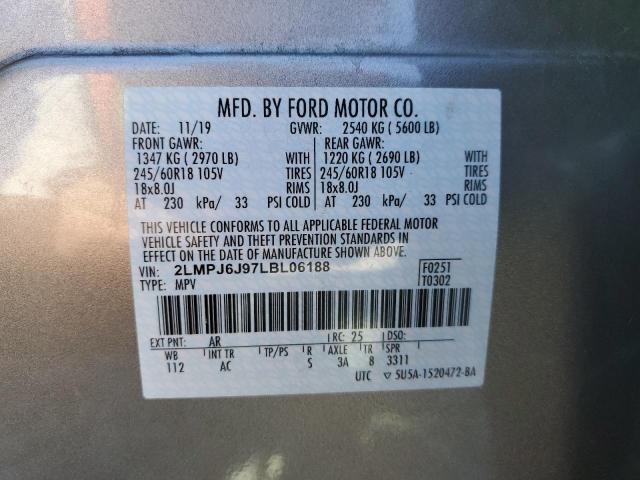 MFD. BY FORD MOTOR CO.
DATE: 11/19 GVWR: 2540 KG ( 5600 LB)
FRONT GAWR: REAR GAWR:
1347 KG ( 2970 LB) WITH 1220 KG ( 2690 LB) WITH
245/60R18 105V TIRES 245/60R18 105V TIRES
18x8.0J RIMS 18x8.0J RIMS
AT 230 kPa/ 33 PSI COLD AT 230 kPa/ 33 PSI COLD
THIS VEHICLE CONFORMS TO ALL APPLICABLE FEDERAL MOTOR
VEHICLE SAFETY AND THEFT PREVENTION STANDARDS IN
EFFECT ON THE DATE OF MANUFACTURE SHOWN ABOVE.
VIN: 2LMPJ6J97LBL06188 F0251
TYPE: MPV T0302
EXT PNT: AR RC: 25 DSO:
WB INT TR TP/PS R AXLE TR SPR
112 AC S 3A 8 3311
UTC ▽ 5U5A-1520472-BA